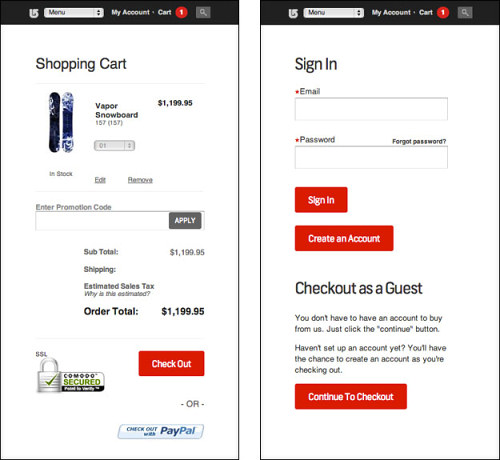 Menu
My Account · Cart 1
Shopping Cart
Vapor
Snowboard
157 (157)
$1,199.95
01
In Stock
Edit
Remove
Enter Promotion Code
APPLY
Sub Total: $1,199.95
Shipping:
Estimated Sales Tax
Why is this estimated?
Order Total: $1,199.95
SSL
COMODO
SECURED
Point to Verify
Check Out
- OR -
CHECK OUT
with PayPal
Menu
My Account · Cart 1
Sign In
*Email
*Password
Forgot password?
Sign In
Create an Account
Checkout as a Guest
You don't have to have an account to buy
from us. Just click the "continue" button.
Haven't set up an account yet? You'll have
the chance to create an account as you're
checking out.
Continue To Checkout